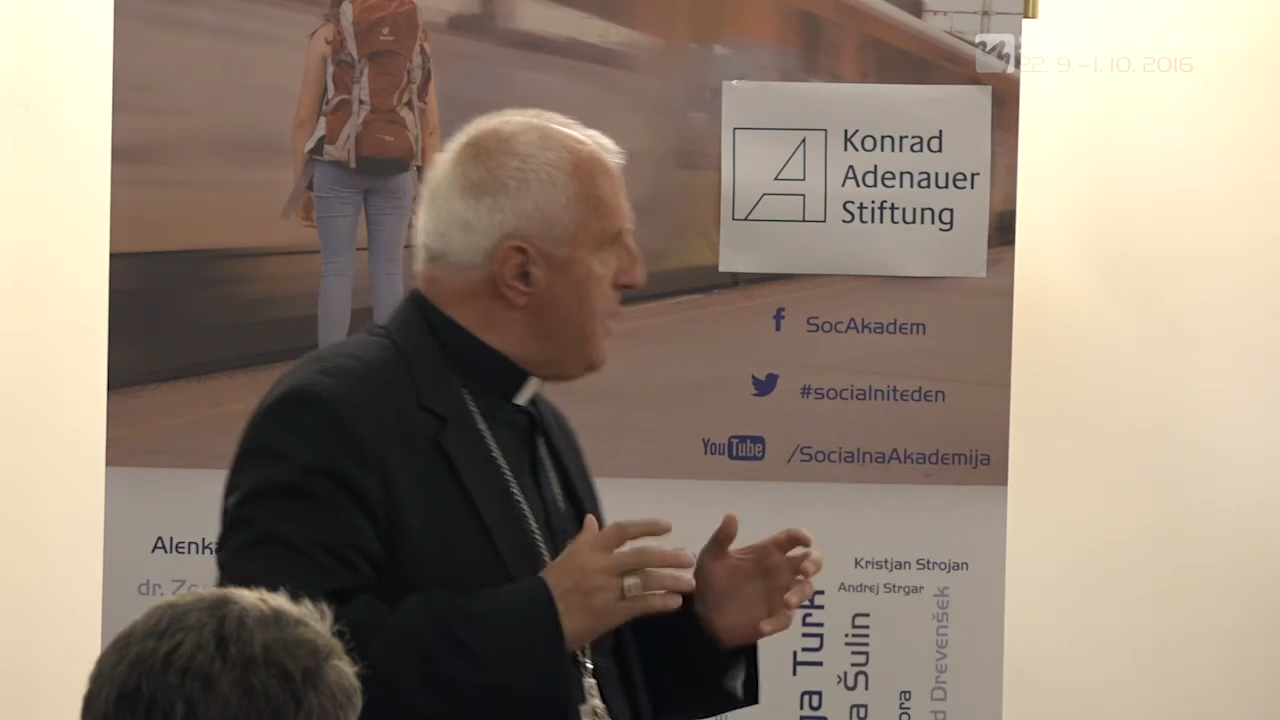 22. 9.–1. 10. 2016
Konrad
Adenauer
Stiftung
SocAkadem
#socialniteden
YouTube /SocialnaAkademija
Alenka
dr.
Kristjan Strojan
Andrej Strgar
Turk
Šulin
Drevenšek